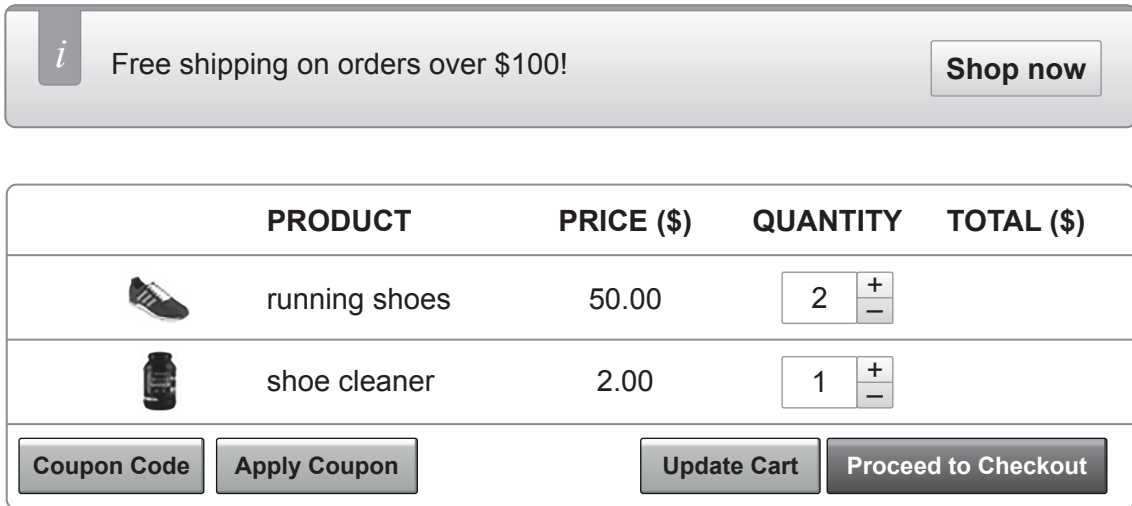 i
Free shipping on orders over $100!
Shop now
PRODUCT PRICE ($) QUANTITY TOTAL ($)
running shoes 50.00 2 + –
shoe cleaner 2.00 1 + –
Coupon Code Apply Coupon Update Cart Proceed to Checkout